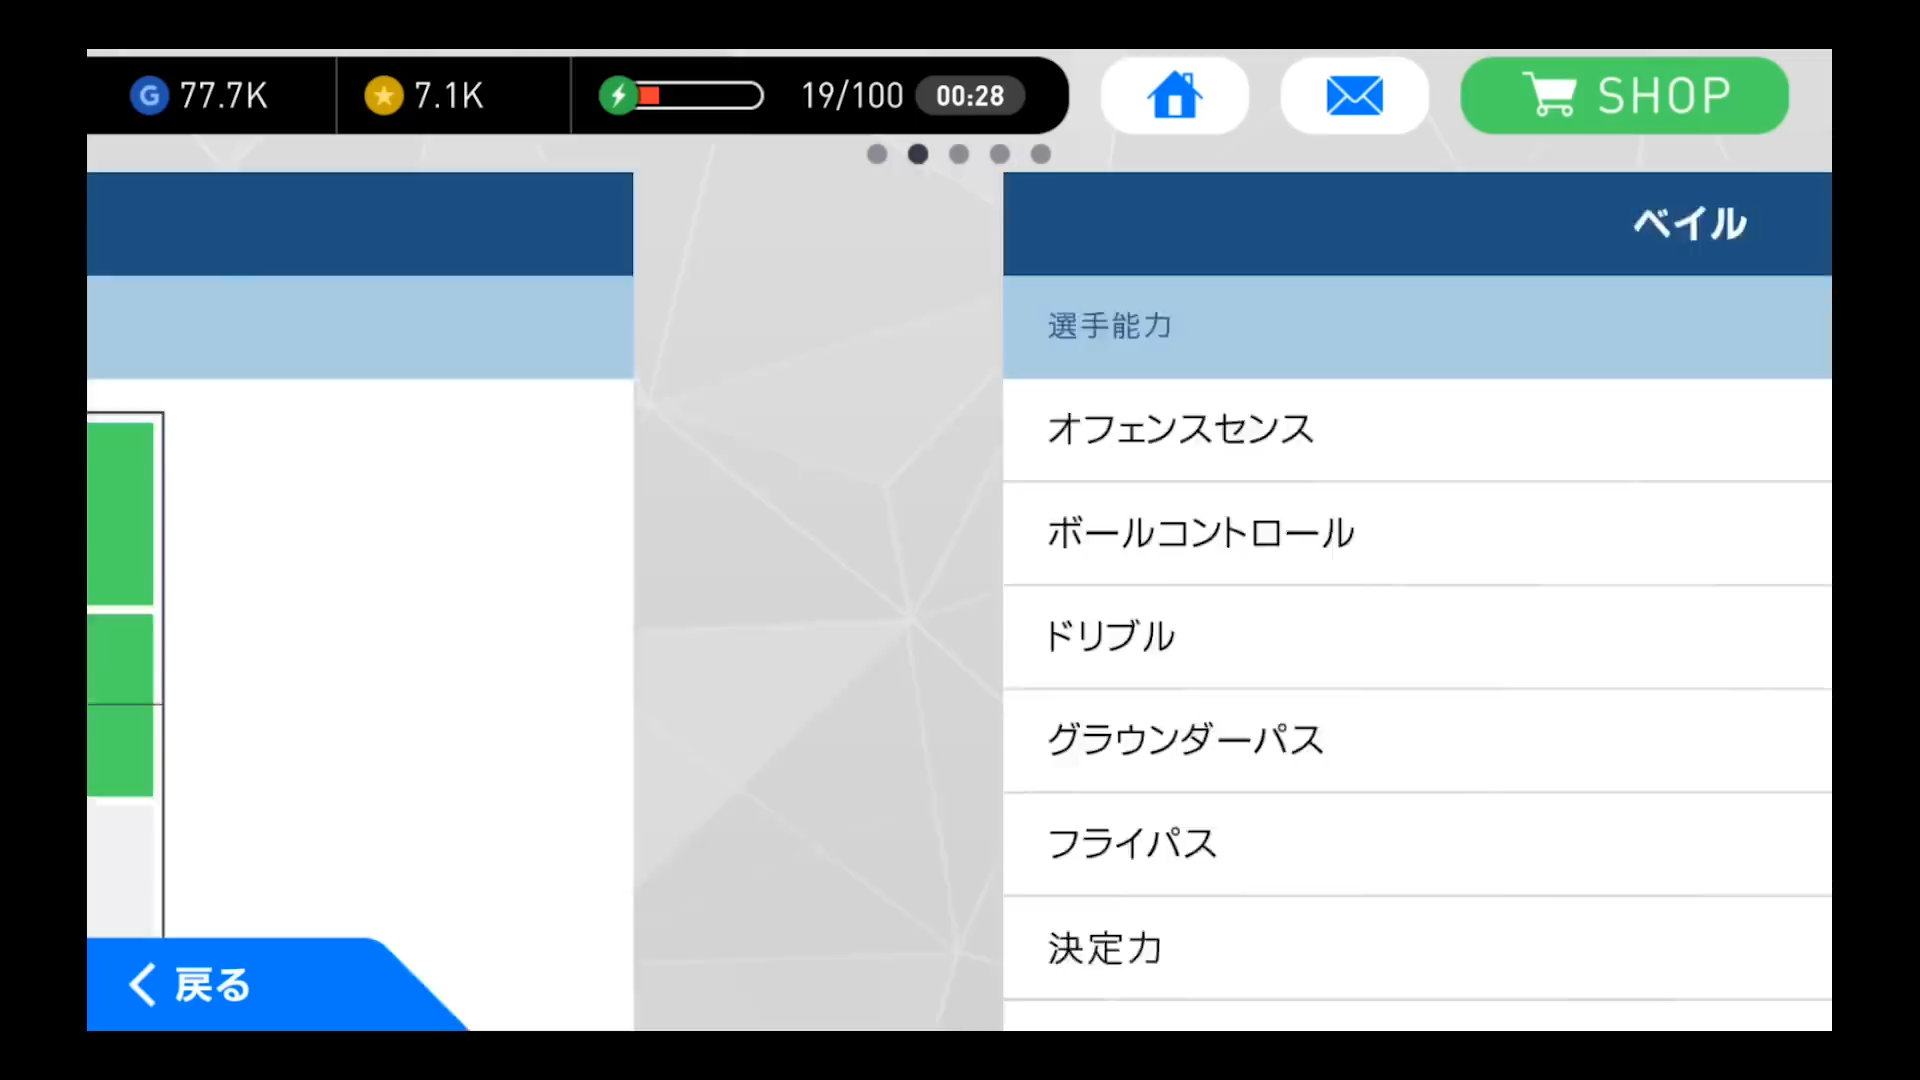 G 77.7K 7.1K 19/100 00:28 SHOP
ベイル
選手能力
オフェンスセンス
ボールコントロール
ドリブル
グラウンダーパス
フライパス
決定力
戻る